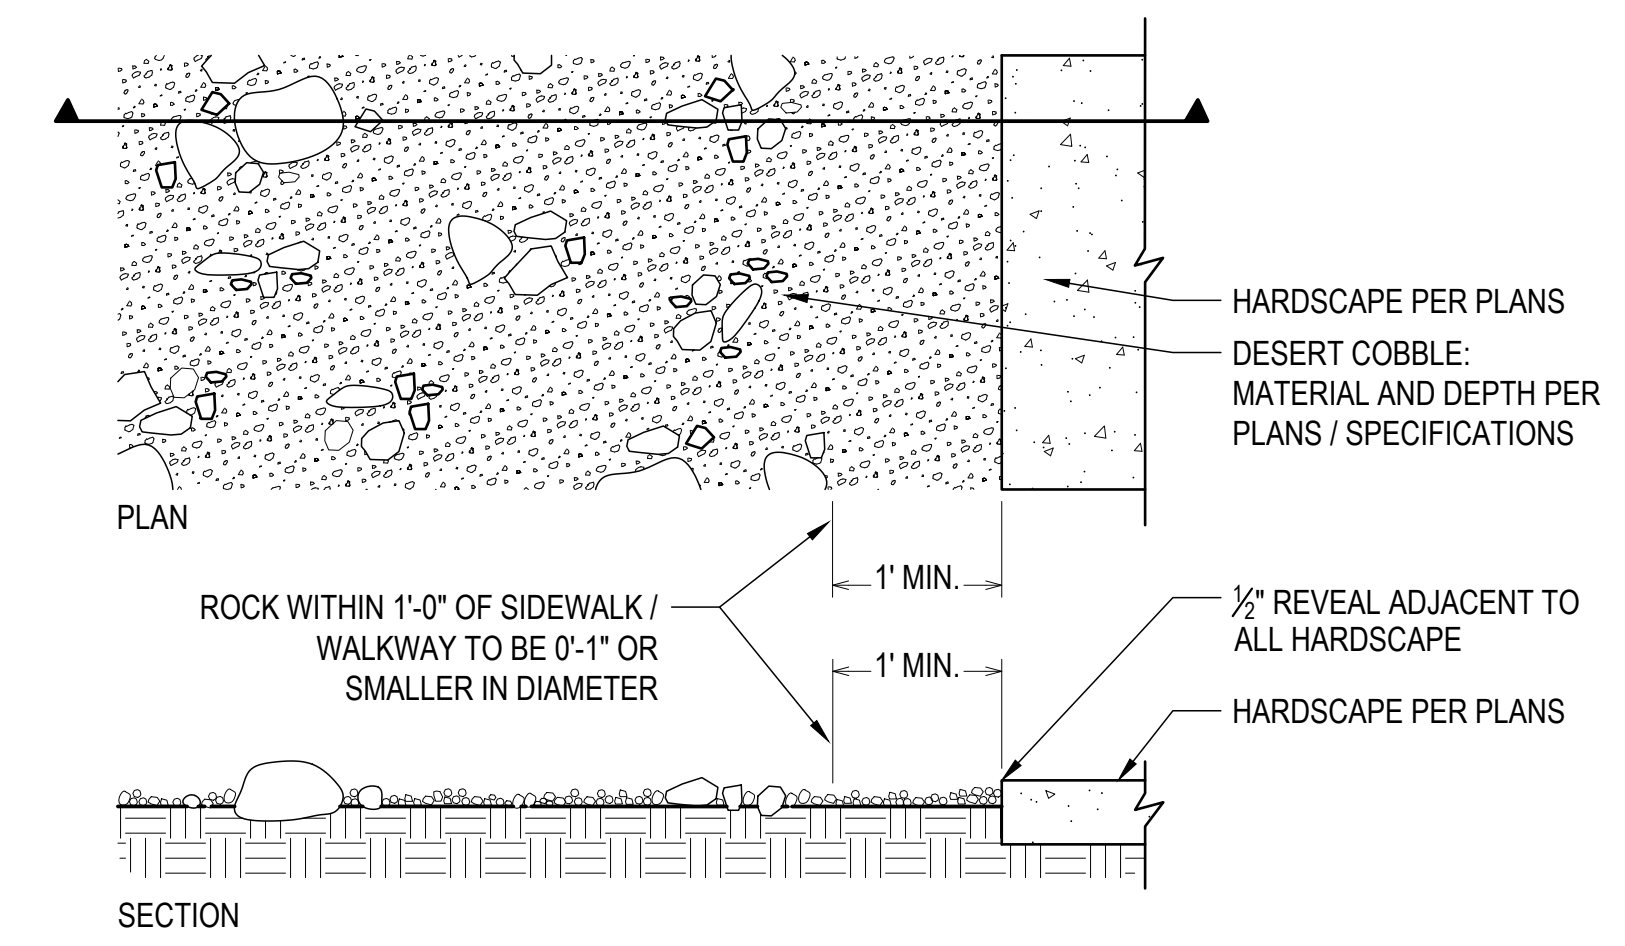 HARDSCAPE PER PLANS
DESERT COBBLE:
MATERIAL AND DEPTH PER
PLANS / SPECIFICATIONS
PLAN
1' MIN.
ROCK WITHIN 1'-0" OF SIDEWALK /
WALKWAY TO BE 0'-1" OR
SMALLER IN DIAMETER
½" REVEAL ADJACENT TO
ALL HARDSCAPE
1' MIN.
HARDSCAPE PER PLANS
SECTION